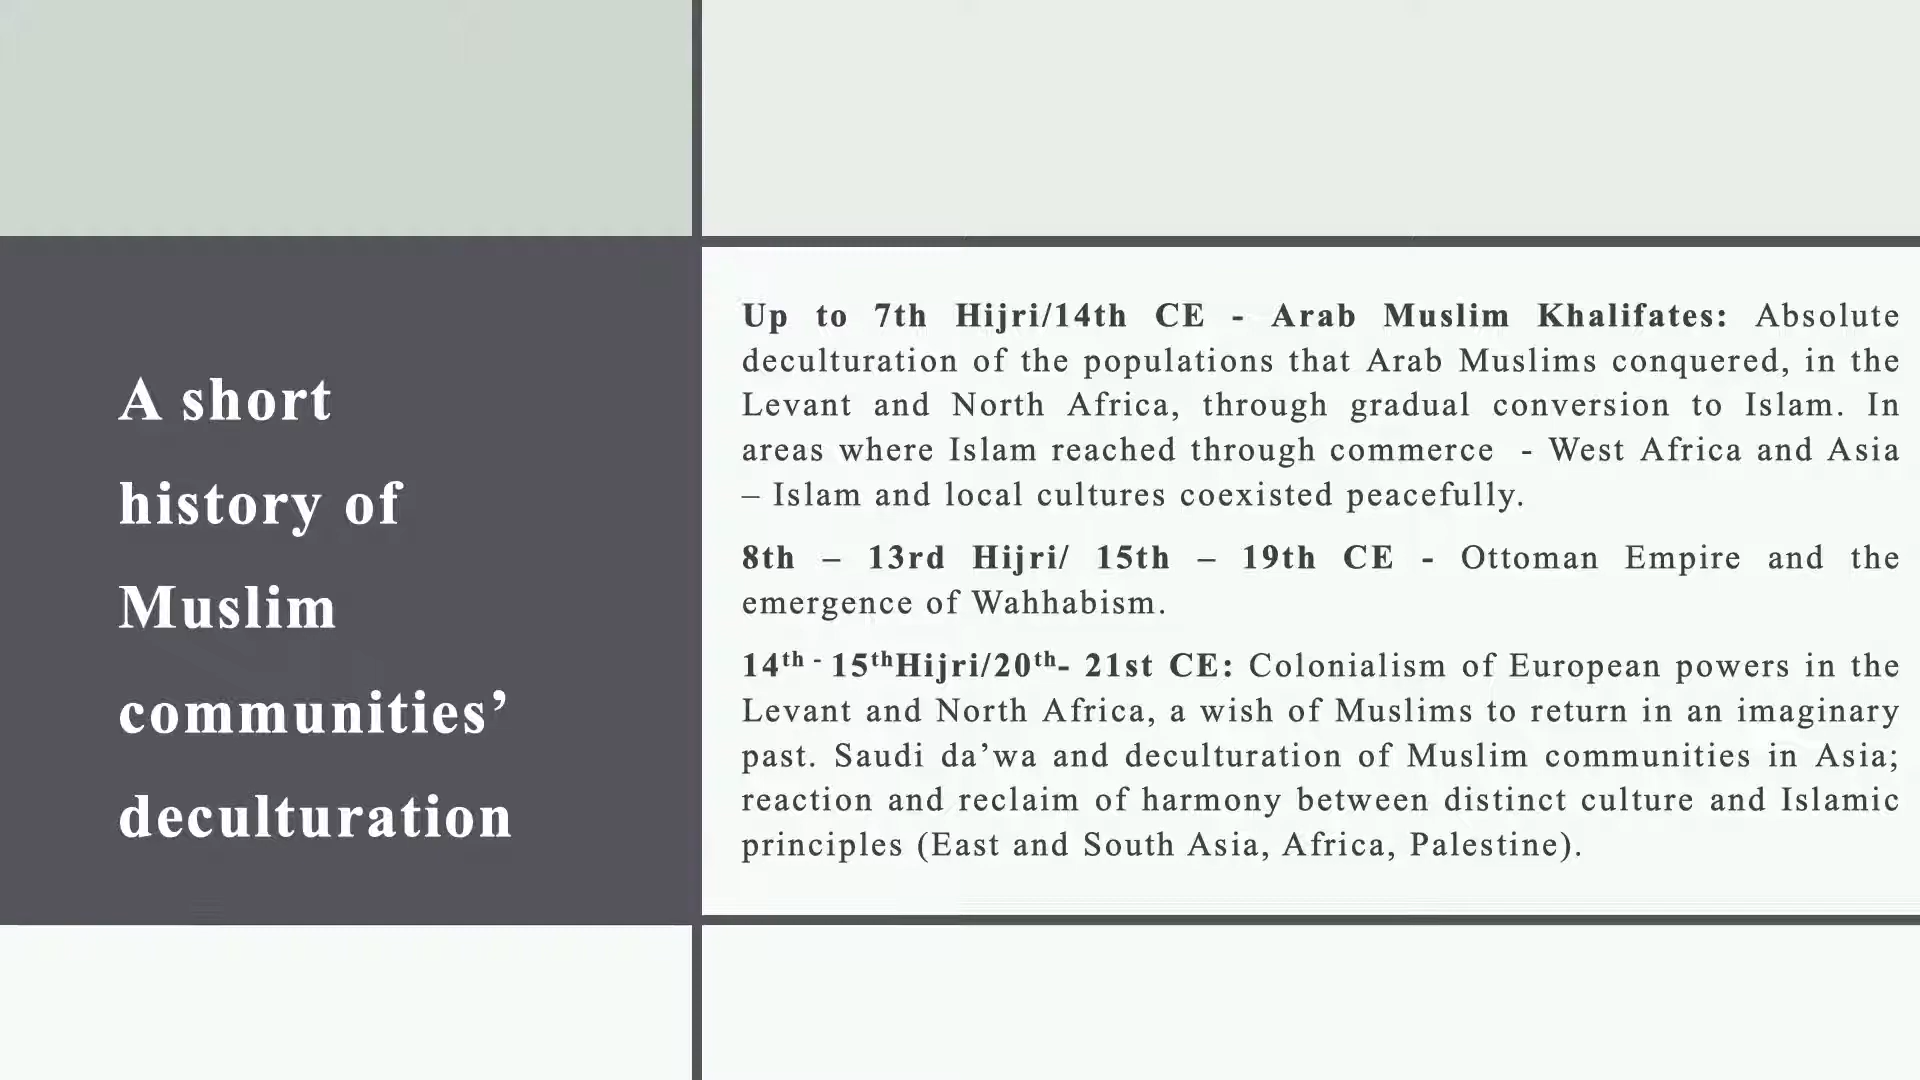 A short
history of
Muslim
communities’
deculturation
Up to 7th Hijri/14th CE - Arab Muslim Khalifates: Absolute
deculturation of the populations that Arab Muslims conquered, in the
Levant and North Africa, through gradual conversion to Islam. In
areas where Islam reached through commerce - West Africa and Asia
– Islam and local cultures coexisted peacefully.
8th – 13rd Hijri/ 15th – 19th CE - Ottoman Empire and the
emergence of Wahhabism.
14th - 15thHijri/20th- 21st CE: Colonialism of European powers in the
Levant and North Africa, a wish of Muslims to return in an imaginary
past. Saudi da’wa and deculturation of Muslim communities in Asia;
reaction and reclaim of harmony between distinct culture and Islamic
principles (East and South Asia, Africa, Palestine).